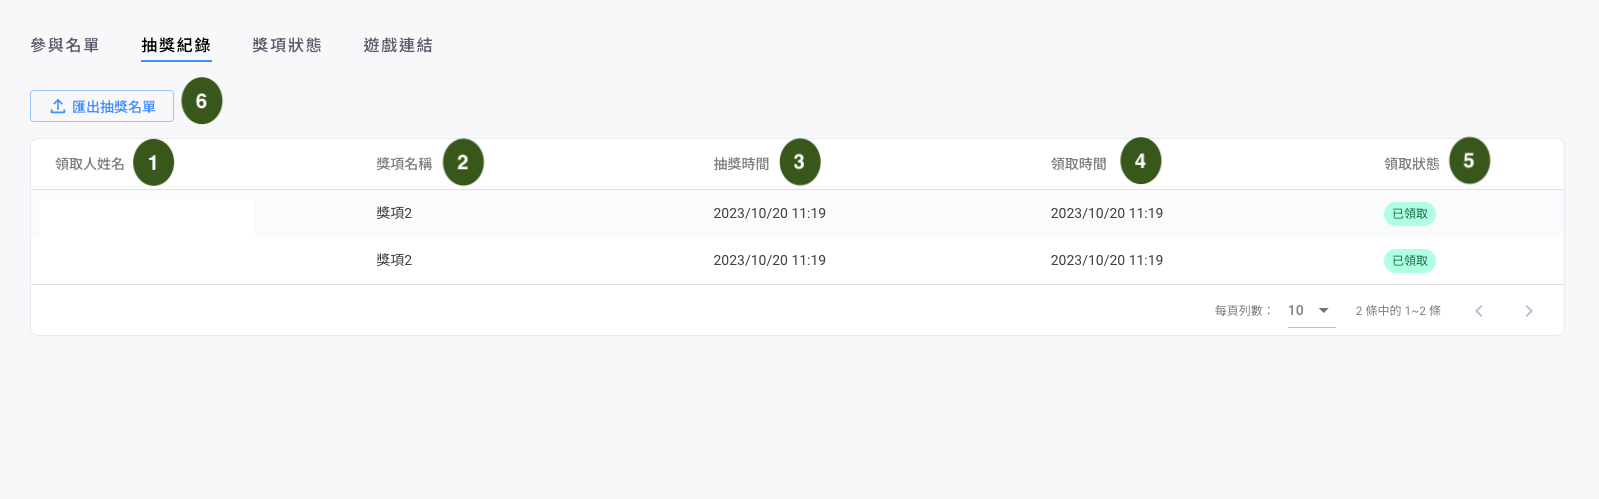 參與名單 抽獎紀錄 獎項狀態 遊戲連結
匯出抽獎名單 6
領取人姓名 1 獎項名稱 2 抽獎時間 3 領取時間 4 領取狀態 5
獎項2 2023/10/20 11:19 2023/10/20 11:19 已領取
獎項2 2023/10/20 11:19 2023/10/20 11:19 已領取
每頁列數： 10 2 條中的 1~2 條